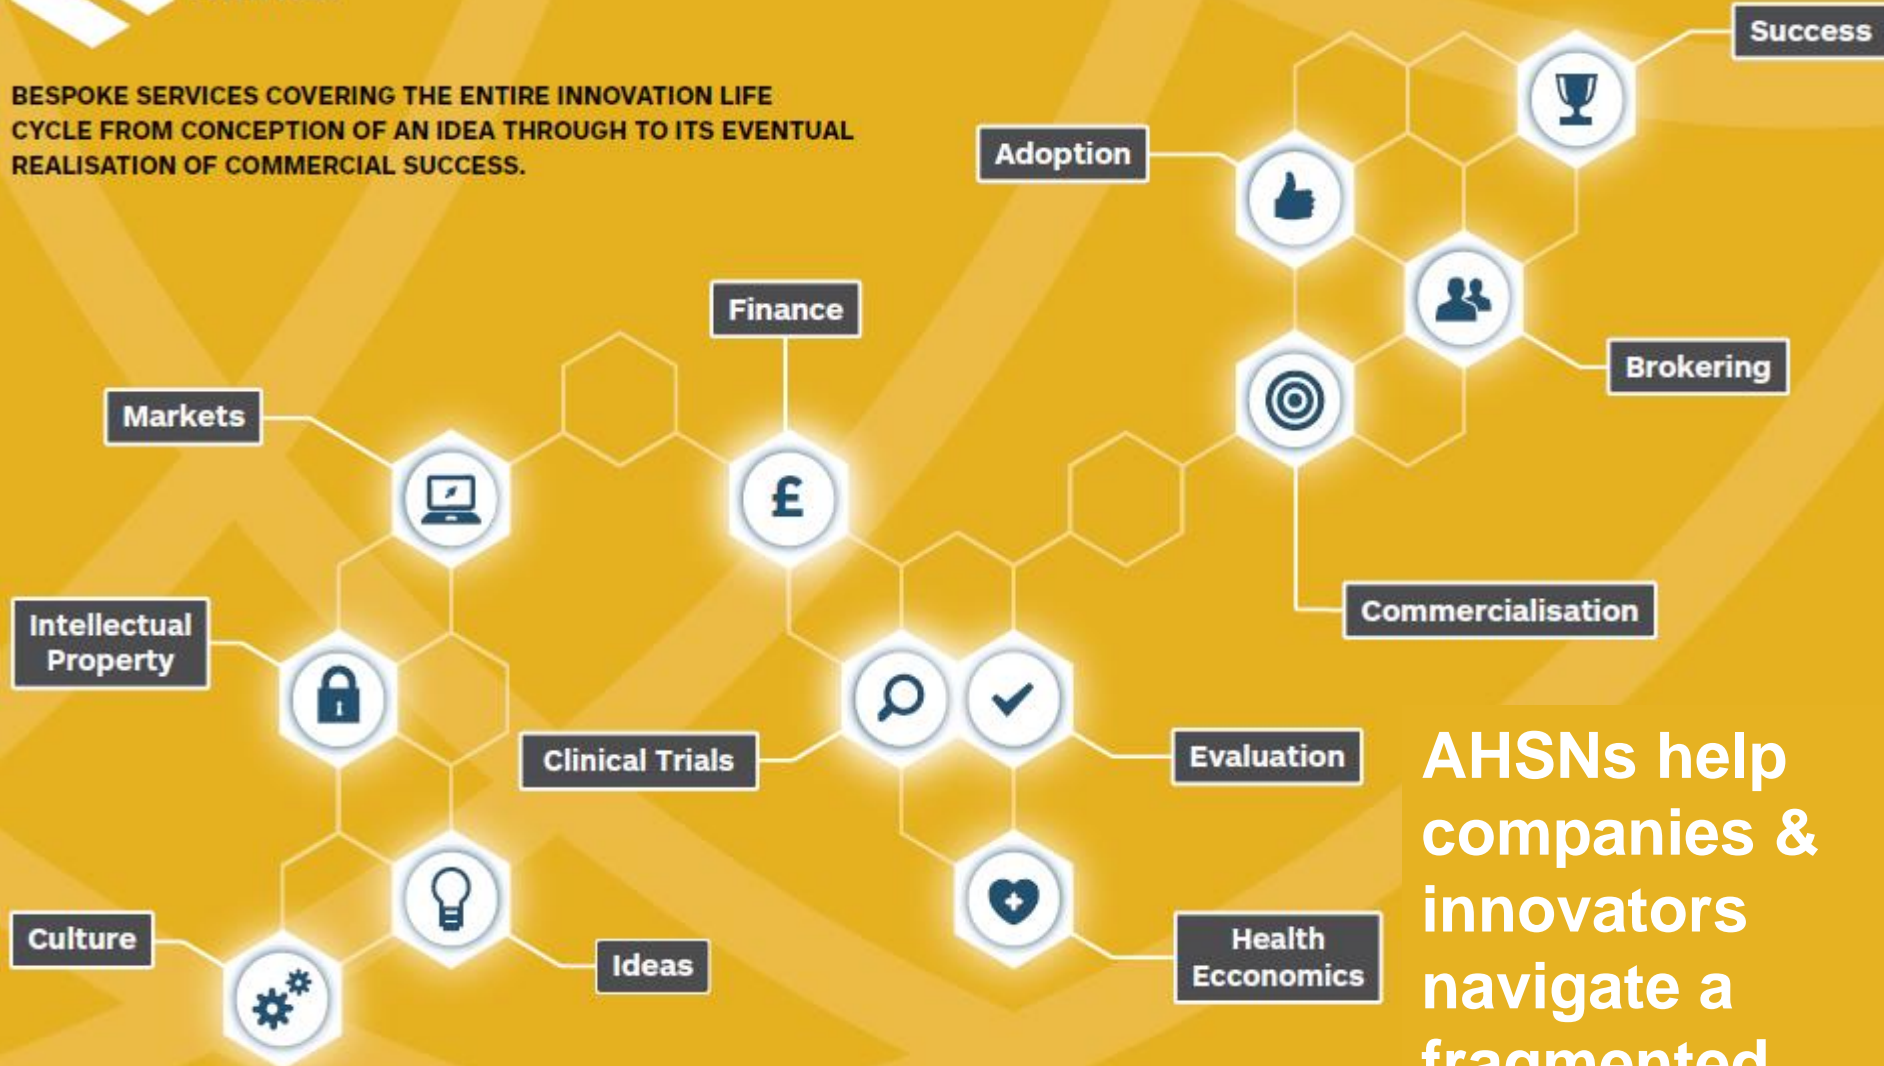 BESPOKE SERVICES COVERING THE ENTIRE INNOVATION LIFE
CYCLE FROM CONCEPTION OF AN IDEA THROUGH TO ITS EVENTUAL
REALISATION OF COMMERCIAL SUCCESS.
Success
Adoption
Finance
Brokering
Markets
£
Intellectual
Property
Commercialisation
Clinical Trials
Evaluation
Culture
Ideas
Health
Ecconomics
AHSNs help
companies &
innovators
navigate a
fragmented